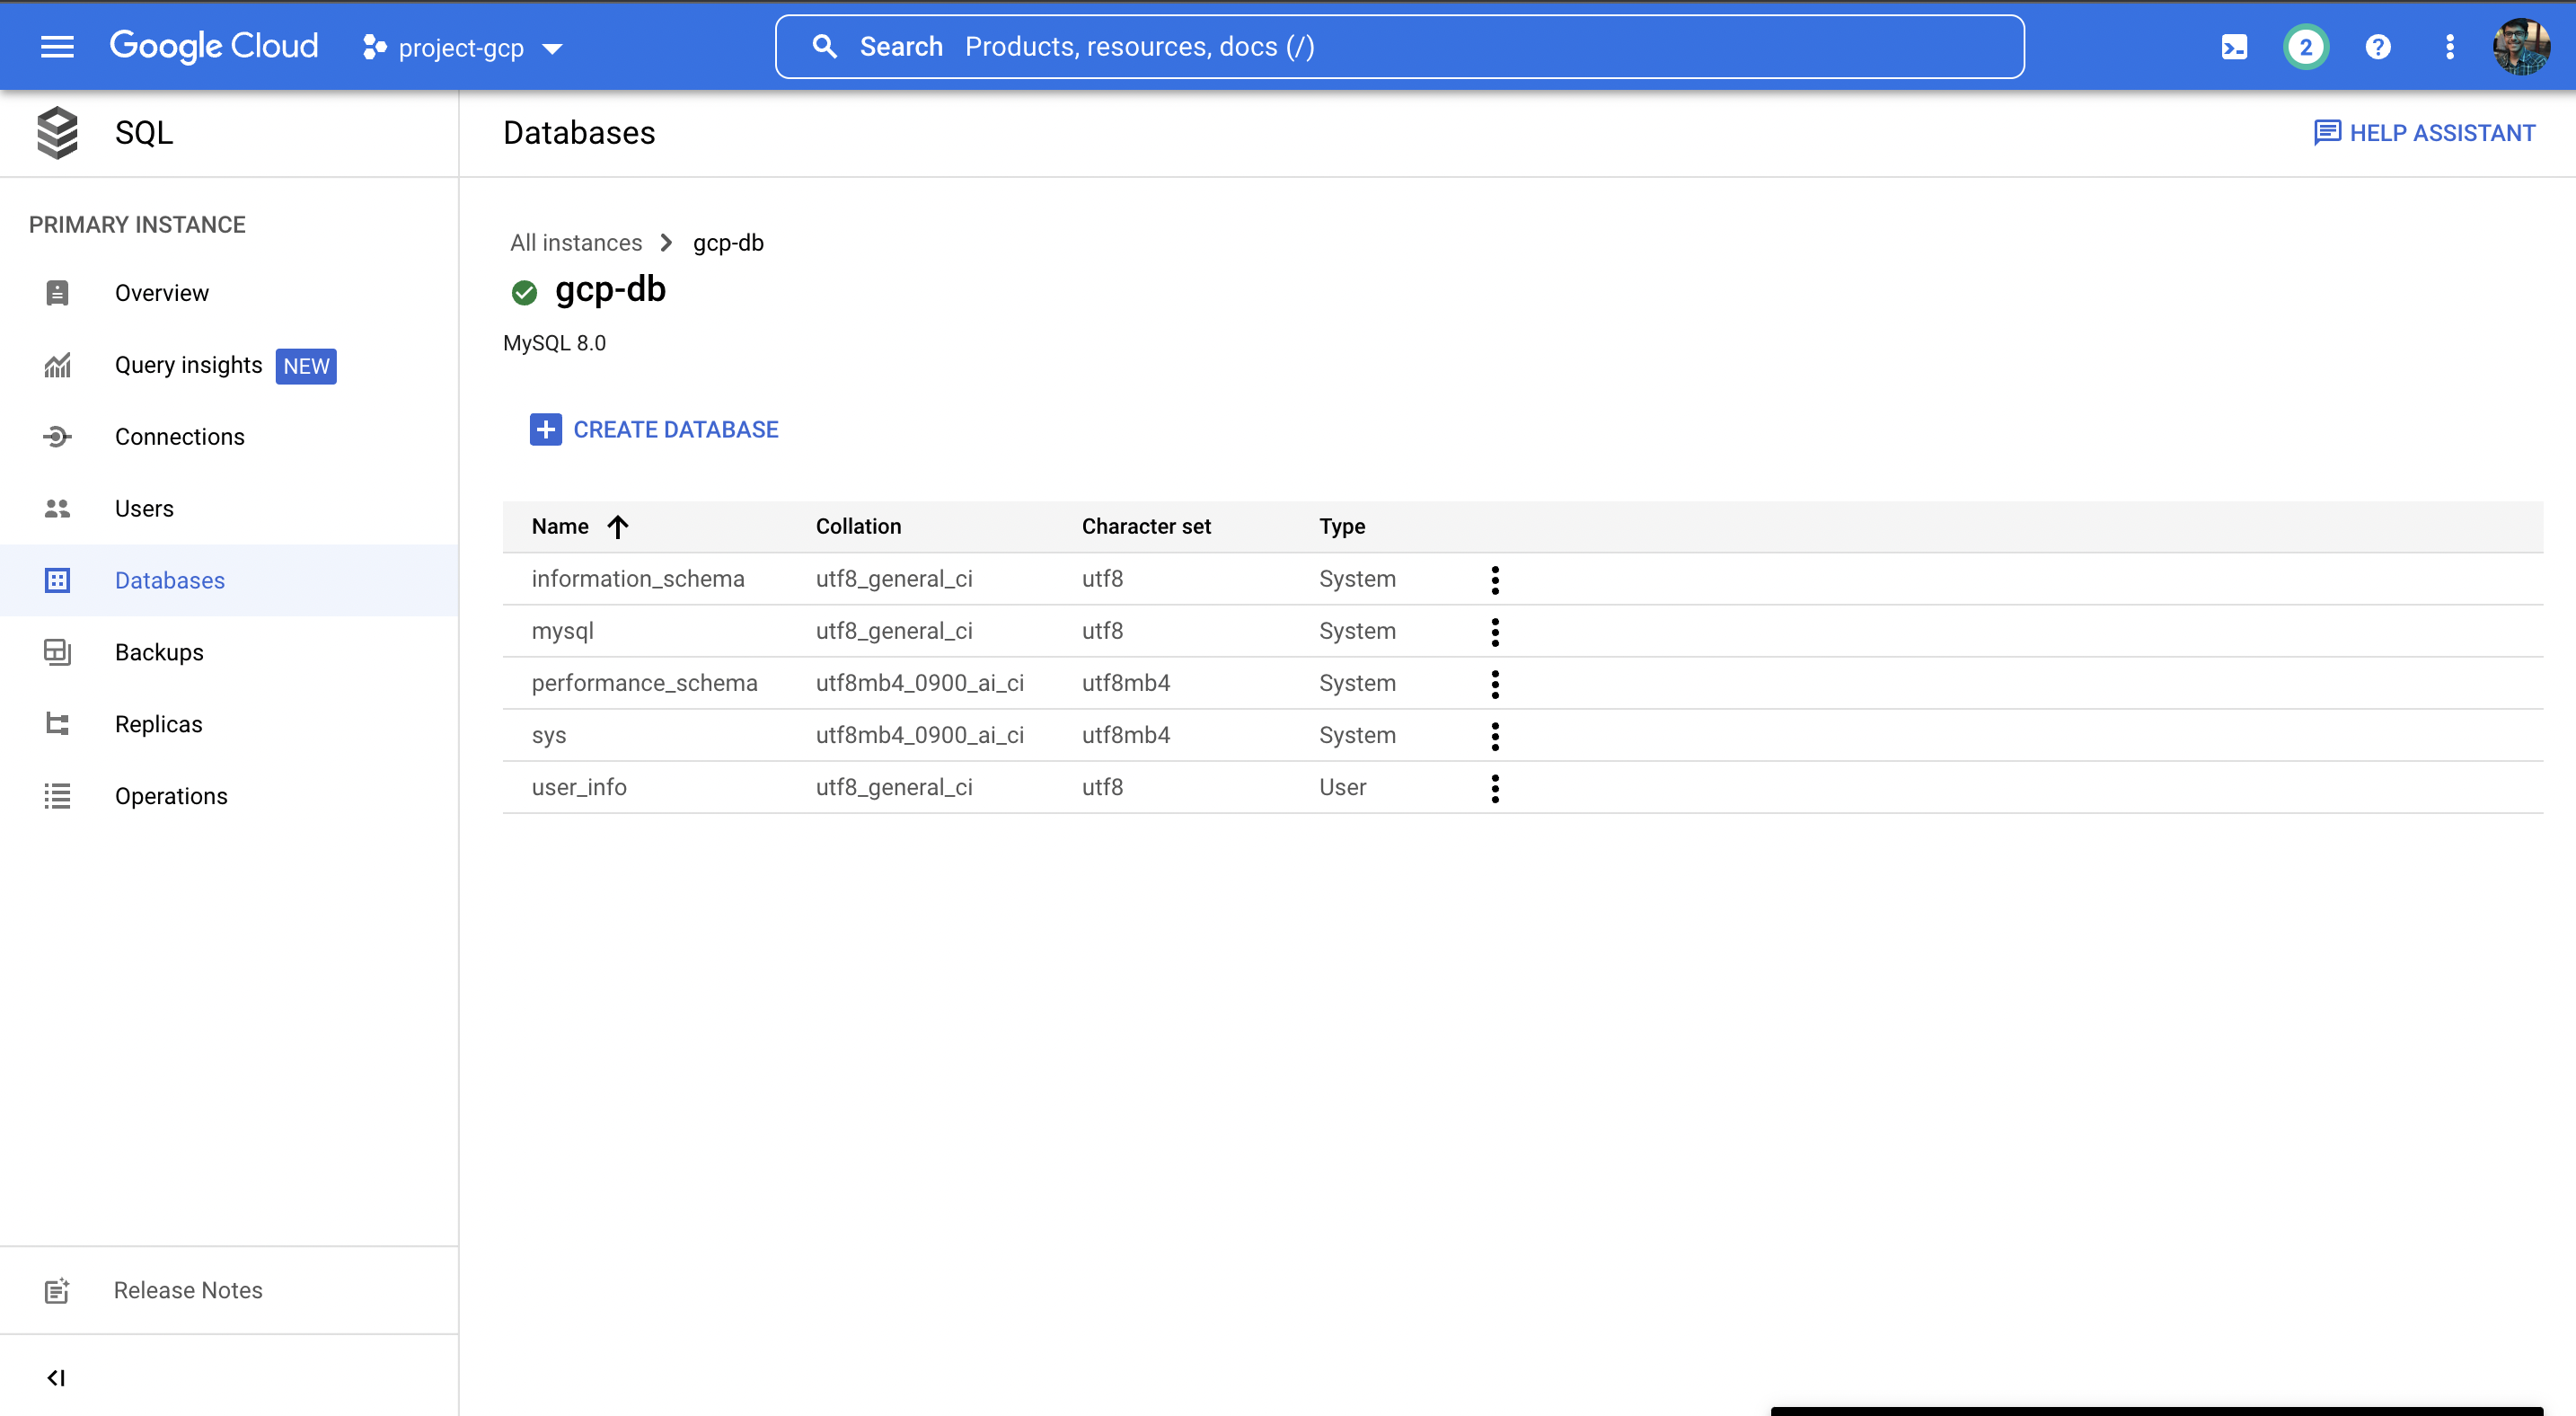 Google Cloud project-gcp Search Products, resources, docs (/) 2
SQL
Databases
HELP ASSISTANT
PRIMARY INSTANCE
Overview
Query insights NEW
Connections
Users
Databases
Backups
Replicas
Operations
Release Notes
All instances gcp-db
gcp-db
MySQL 8.0
CREATE DATABASE
Name Collation Character set Type
information_schema utf8_general_ci utf8 System
mysql utf8_general_ci utf8 System
performance_schema utf8mb4_0900_ai_ci utf8mb4 System
sys utf8mb4_0900_ai_ci utf8mb4 System
user_info utf8_general_ci utf8 User